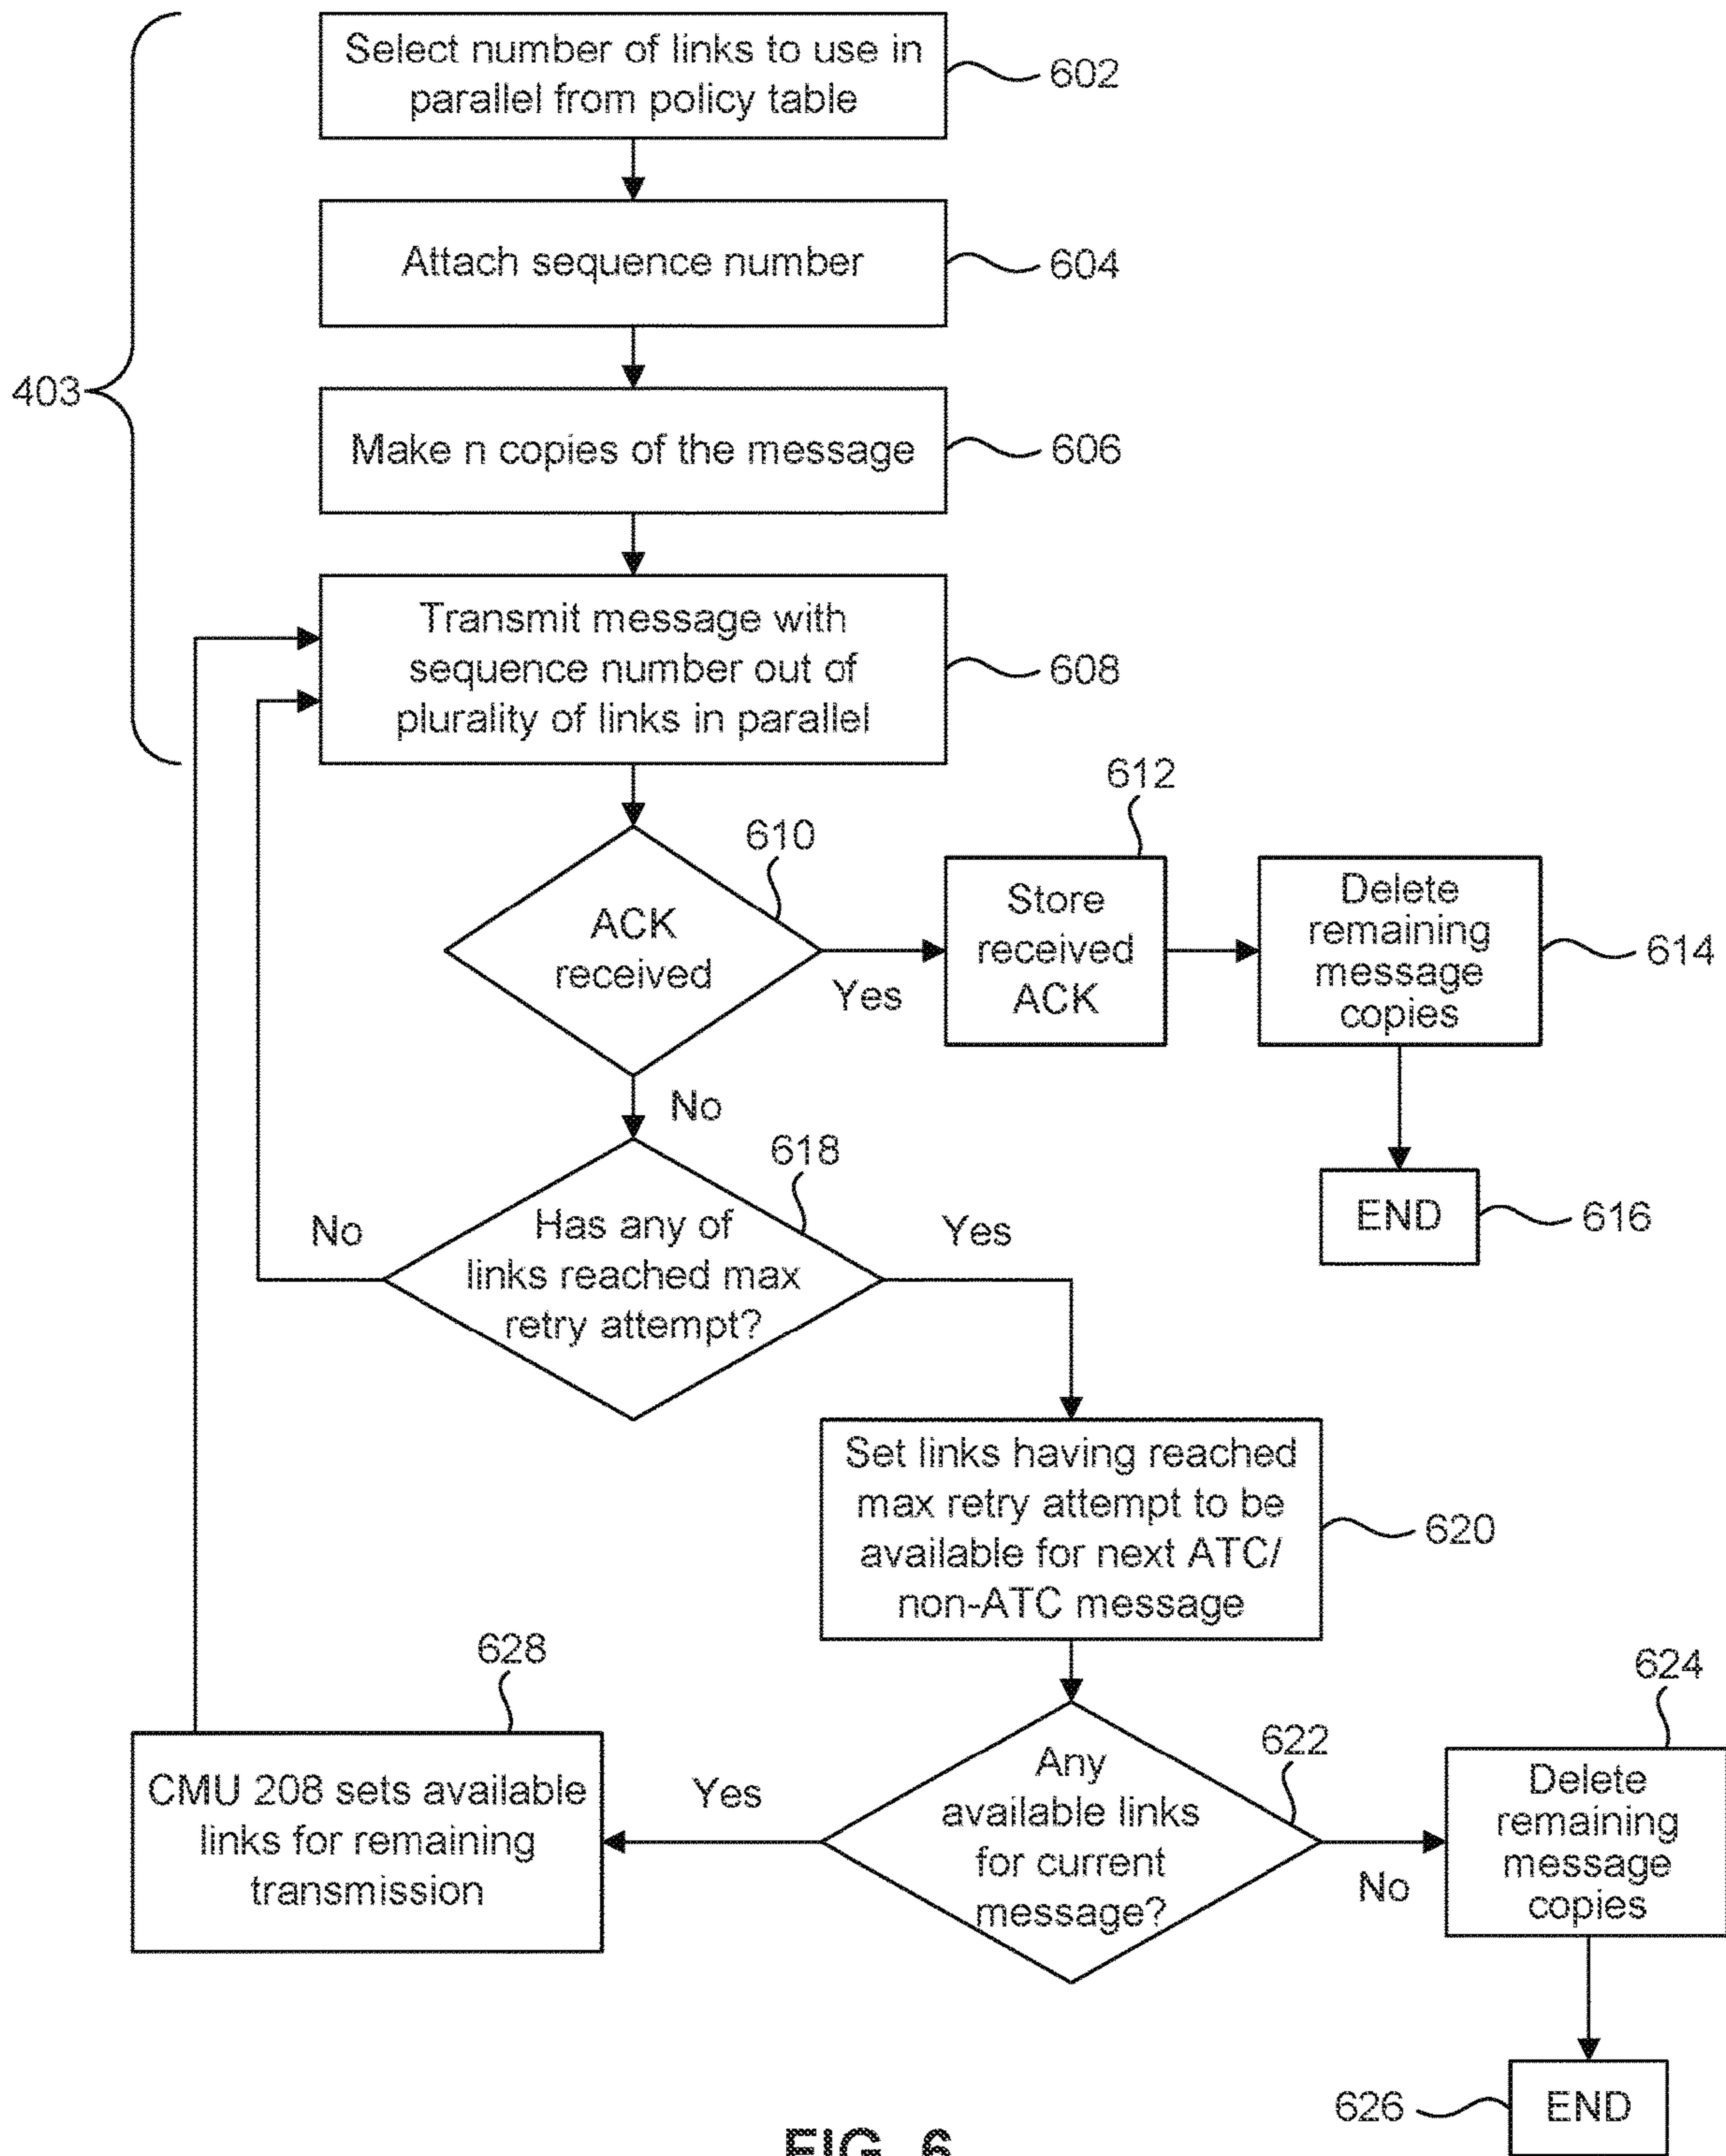 Select number of links to use in
parallel from policy table
602
Attach sequence number
604
403
Make n copies of the message
606
Transmit message with
sequence number out of
plurality of links in parallel
608
610
ACK
received
Yes
612
Store
received
ACK
Delete
remaining
message
copies
614
END
616
No
618
Has any of
links reached max
retry attempt?
No
Yes
Set links having reached
max retry attempt to be
available for next ATC/
non-ATC message
620
622
Any
available links
for current
message?
Yes
628
CMU 208 sets available
links for remaining
transmission
No
624
Delete
remaining
message
copies
626
END
FIG. 6